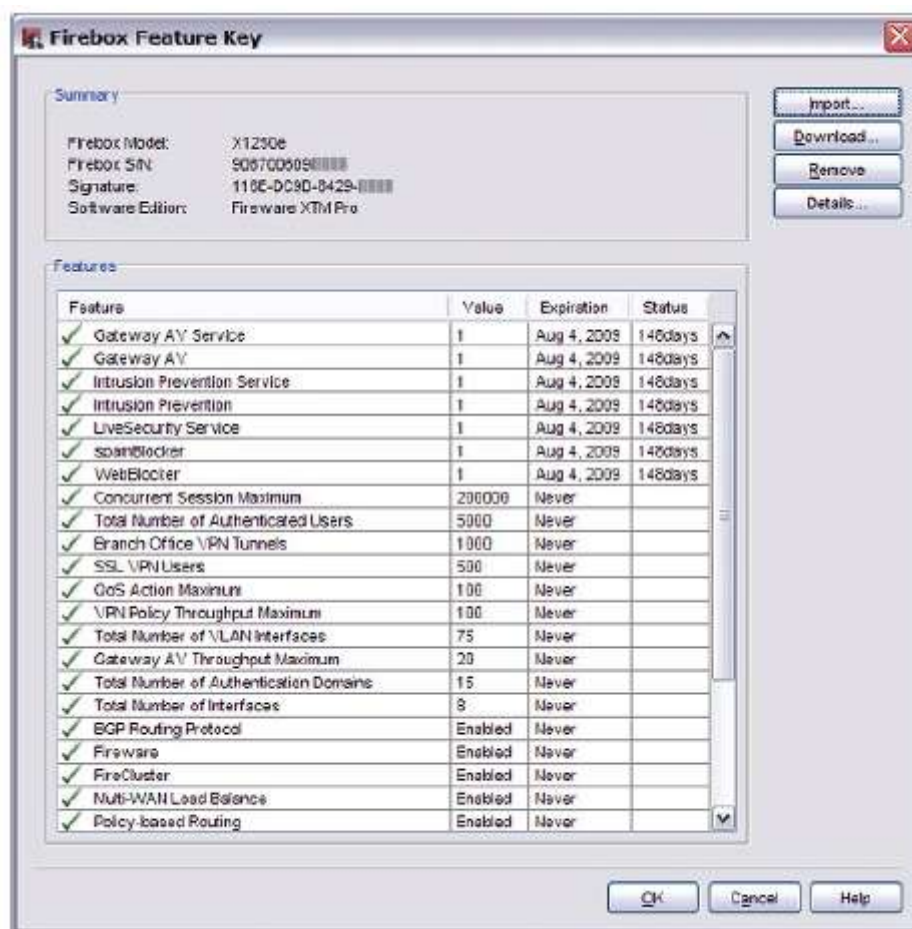 Firebox Feature Key
Summary
Import...
Download...
Remove
Details...
Firebox Model: X1250e
Firebox S/N: 908700609
Signature: 116E-DC9D-8429-
Software Edition: Fireware XTM Pro
Features
Feature Value Expiration Status
Gateway AV Service 1 Aug 4, 2009 148days
Gateway AV 1 Aug 4, 2009 148days
Intrusion Prevention Service 1 Aug 4, 2009 148days
Intrusion Prevention 1 Aug 4, 2009 148days
LiveSecurity Service 1 Aug 4, 2009 148days
spamBlocker 1 Aug 4, 2009 148days
WebBlocker 1 Aug 4, 2009 148days
Concurrent Session Maximum 200000 Never
Total Number of Authenticated Users 5000 Never
Branch Office VPN Tunnels 1000 Never
SSL VPN Users 500 Never
QoS Action Maximum 100 Never
VPN Policy Throughput Maximum 100 Never
Total Number of VLAN Interfaces 75 Never
Gateway AV Throughput Maximum 20 Never
Total Number of Authentication Domains 15 Never
Total Number of Interfaces 8 Never
BGP Routing Protocol Enabled Never
Fireware Enabled Never
FireCluster Enabled Never
Multi-WAN Load Balance Enabled Never
Policy-based Routing Enabled Never
OK Cancel Help